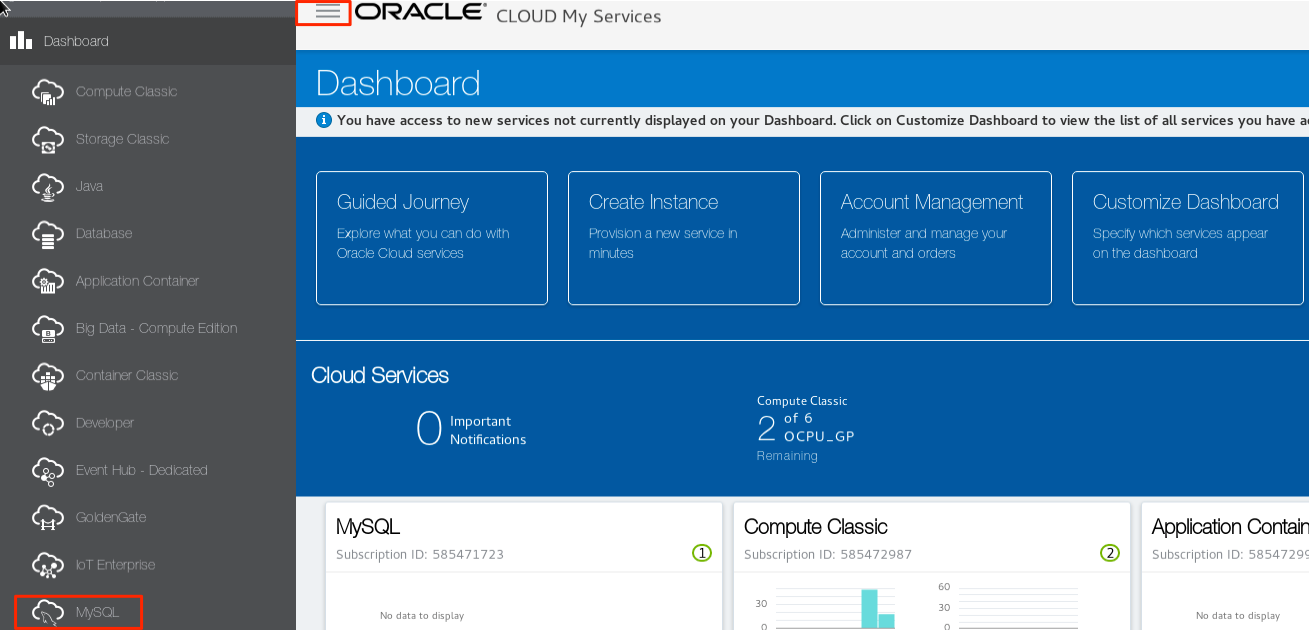 Dashboard
Compute Classic
Storage Classic
Java
Database
Application Container
Big Data - Compute Edition
Container Classic
Developer
Event Hub - Dedicated
GoldenGate
IoT Enterprise
MySQL
ORACLE® CLOUD My Services
Dashboard
You have access to new services not currently displayed on your Dashboard. Click on Customize Dashboard to view the list of all services you have
Guided Journey
Explore what you can do with
Oracle Cloud services
Create Instance
Provision a new service in
minutes
Account Management
Administer and manage your
account and orders
Customize Dashboard
Specify which services appear
on the dashboard
Cloud Services
0 Important
Notifications
Compute Classic
2 of 6
OCPU_GP
Remaining
MySQL
Subscription ID: 585471723
1
No data to display
Compute Classic
Subscription ID: 585472987
2
30
0
60
30
0
Application Contain
Subscription ID: 58547299
No data to display